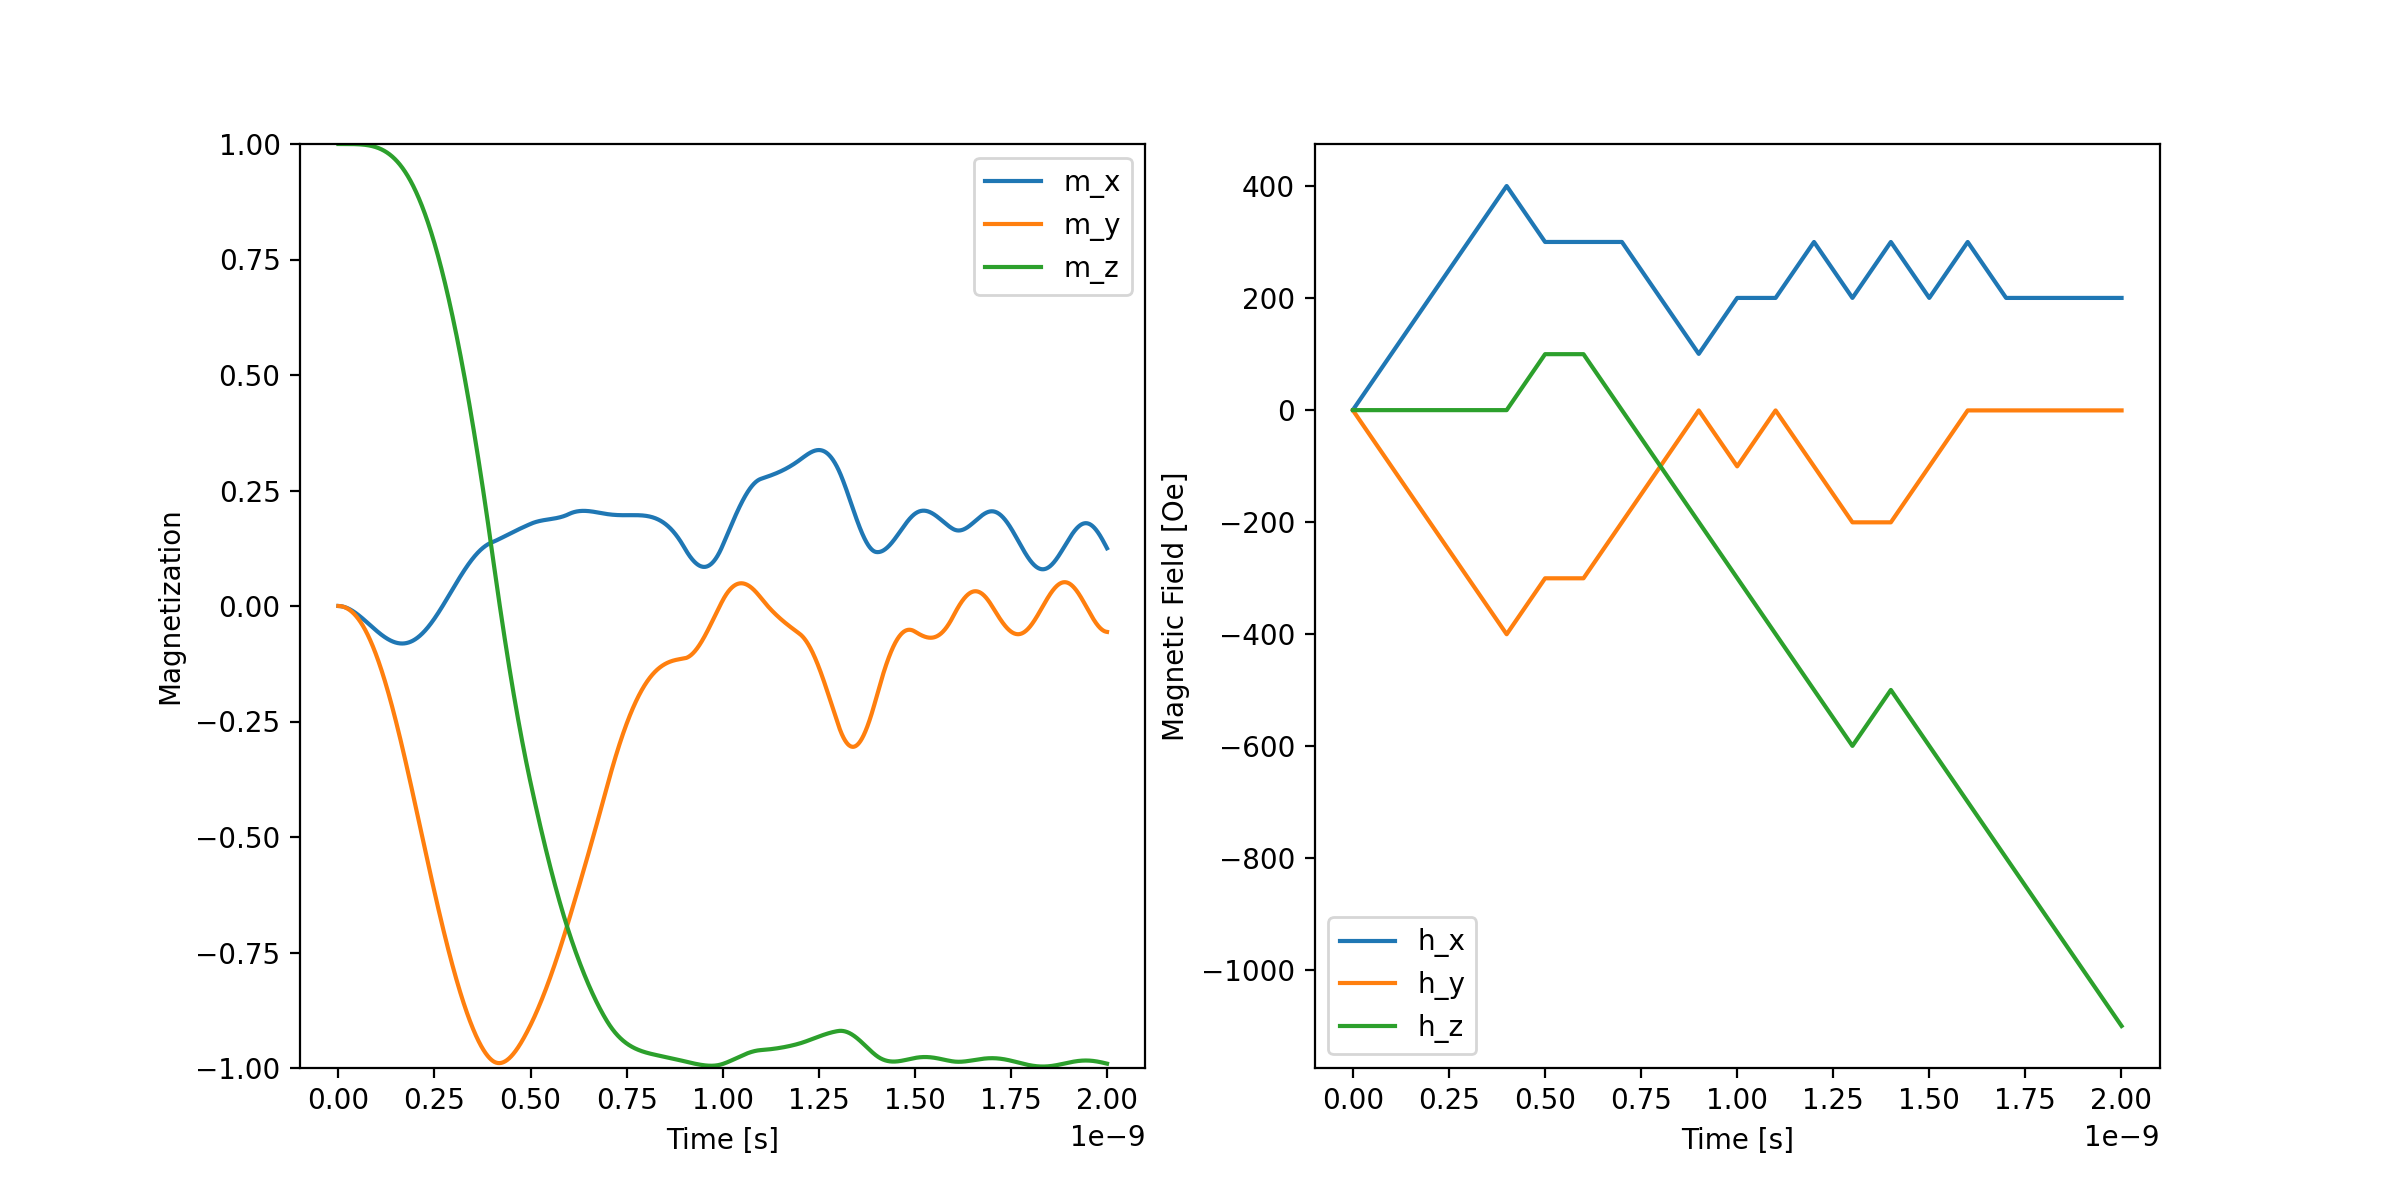 1.00
0.75
0.50
0.25
0.00
−0.25
−0.50
−0.75
−1.00
Magnetization
m_x
m_y
m_z
0.00 0.25 0.50 0.75 1.00 1.25 1.50 1.75 2.00
Time [s]
1e−9
400
200
0
−200
−400
−600
−800
−1000
Magnetic Field [Oe]
h_x
h_y
h_z
0.00 0.25 0.50 0.75 1.00 1.25 1.50 1.75 2.00
Time [s]
1e−9